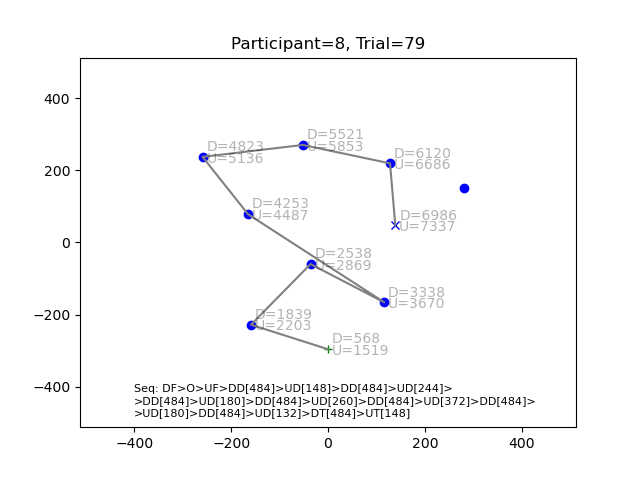 Participant=8, Trial=79
400
200
0
−200
−400
−400
−200
0
200
400
D=5521
U=5853
D=4823
U=5136
D=6120
U=6686
D=4253
U=4487
D=6986
U=7337
D=2538
U=2869
D=3338
U=3670
D=1839
U=2203
D=568
U=1519
Seq: DF>O>UF>DD[484]>UD[148]>DD[484]>UD[244]>
>DD[484]>UD[180]>DD[484]>UD[260]>DD[484]>UD[372]>DD[484]>
>UD[180]>DD[484]>UD[132]>DT[484]>UT[148]